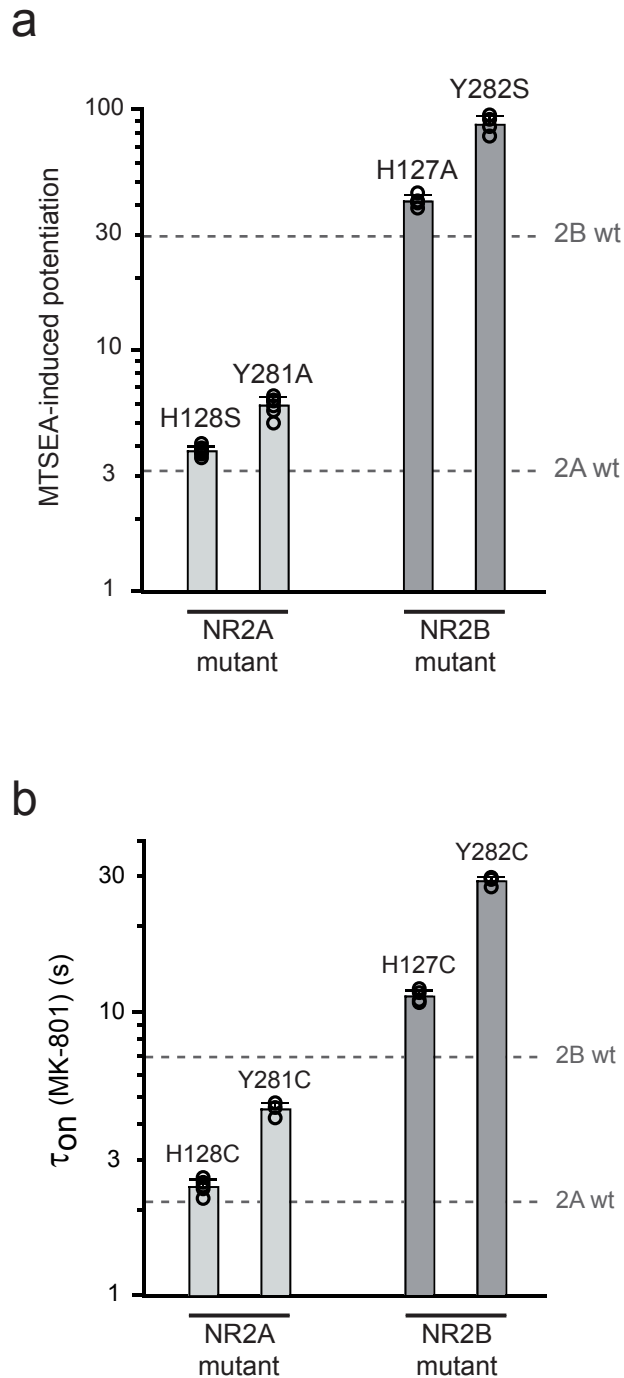 a
MTSEA-induced potentiation
100
30
10
3
1
Y282S
H127A
2B wt
Y281A
H128S
2A wt
NR2A
mutant
NR2B
mutant
b
τon (MK-801) (s)
30
10
3
1
Y282C
H127C
2B wt
Y281C
H128C
2A wt
NR2A
mutant
NR2B
mutant